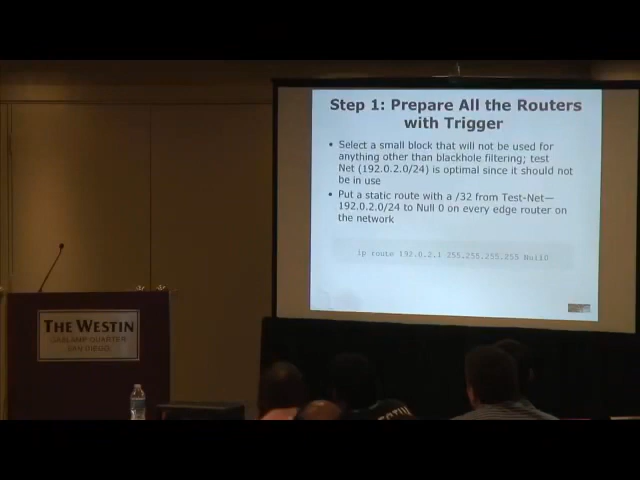 Step 1: Prepare All the Routers
with Trigger
• Select a small block that will not be used for
anything other than blackhole filtering; test
Net (192.0.2.0/24) is optimal since it should not
be in use
• Put a static route with a /32 from Test-Net—
192.0.2.0/24 to Null 0 on every edge router on
the network
ip route 192.0.2.1 255.255.255.255 Null0
THE WESTIN
GASLAMP QUARTER
SAN DIEGO